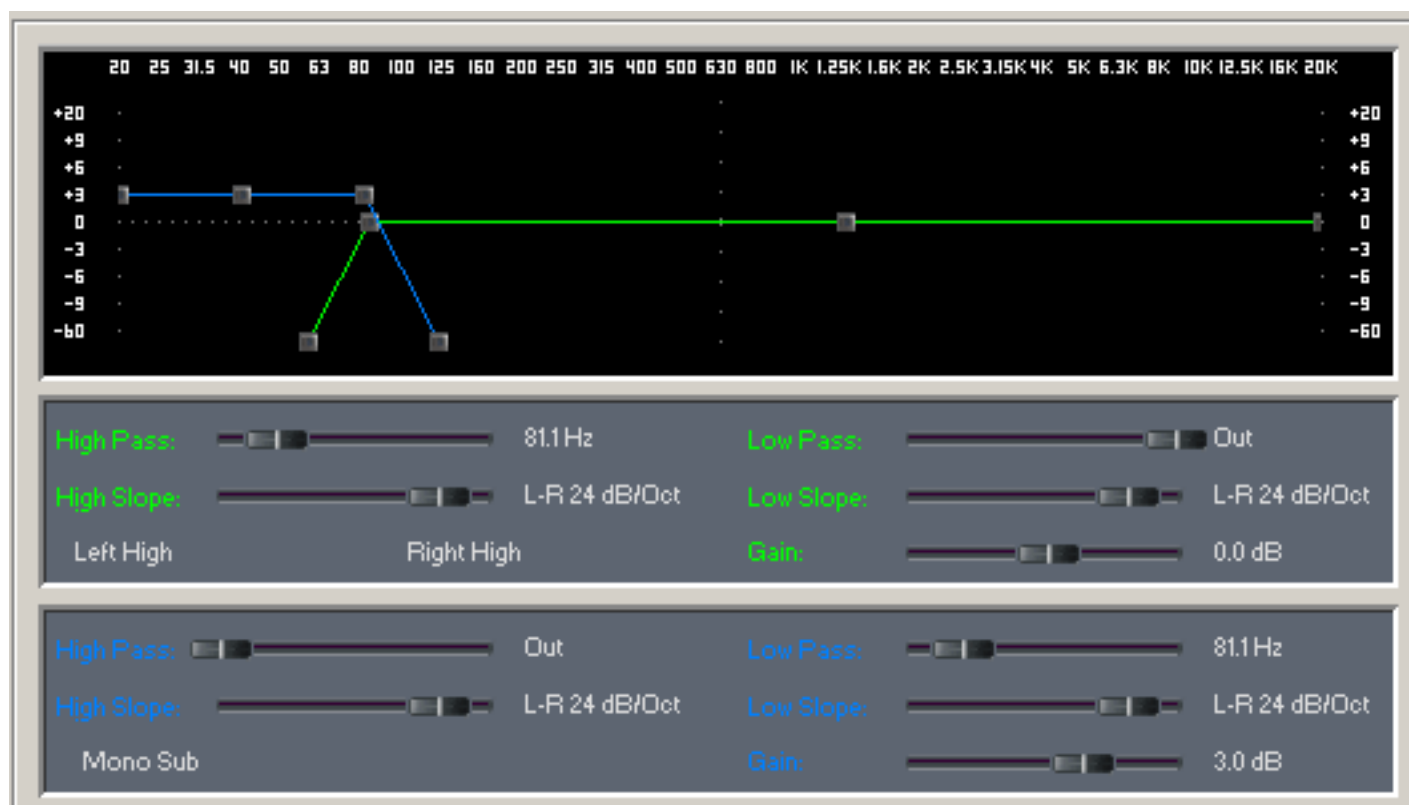 20 25 31.5 40 50 63 80 100 125 160 200 250 315 400 500 630 800 1K 1.25K 1.6K 2K 2.5K 3.15K 4K 5K 6.3K 8K 10K 12.5K 16K 20K
+20 +20
+9 +9
+6 +6
+3 +3
0 0
-3 -3
-6 -6
-9 -9
-60 -60
High Pass: 81.1 Hz Low Pass: Out
High Slope: L-R 24 dB/Oct Low Slope: L-R 24 dB/Oct
Left High Right High Gain: 0.0 dB
High Pass: Out Low Pass: 81.1 Hz
High Slope: L-R 24 dB/Oct Low Slope: L-R 24 dB/Oct
Mono Sub Gain: 3.0 dB